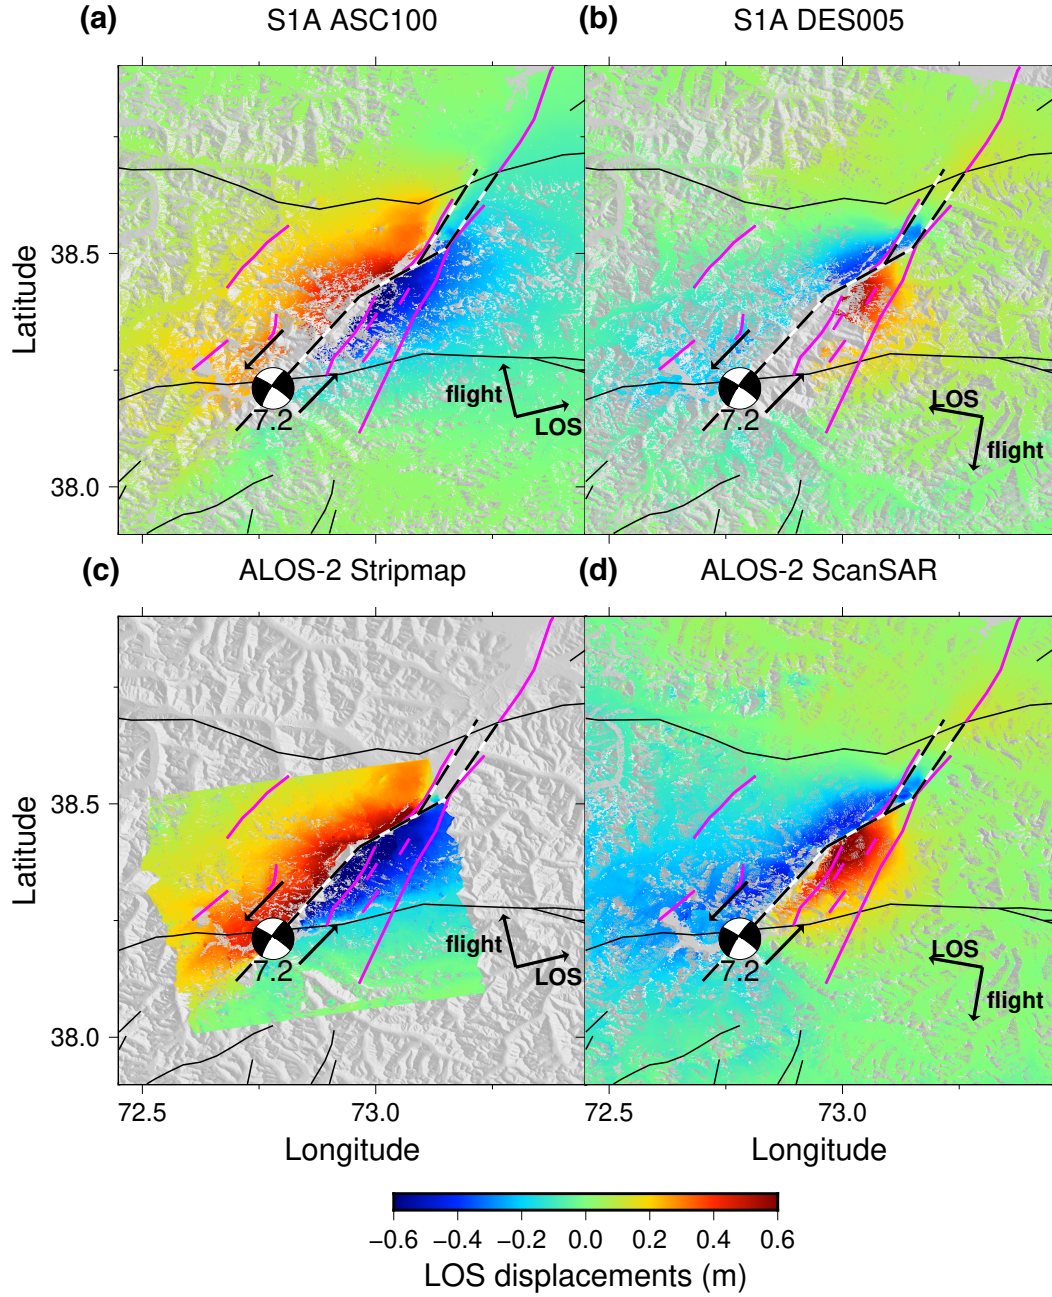 (a) S1A ASC100
(b) S1A DES005
Latitude
38.5
38.0
7.2
flight
LOS
7.2
LOS
flight
(c) ALOS-2 Stripmap
(d) ALOS-2 ScanSAR
Latitude
38.5
38.0
7.2
flight
LOS
7.2
LOS
flight
72.5 73.0
72.5 73.0
Longitude
Longitude
−0.6 −0.4 −0.2 0.0 0.2 0.4 0.6
LOS displacements (m)